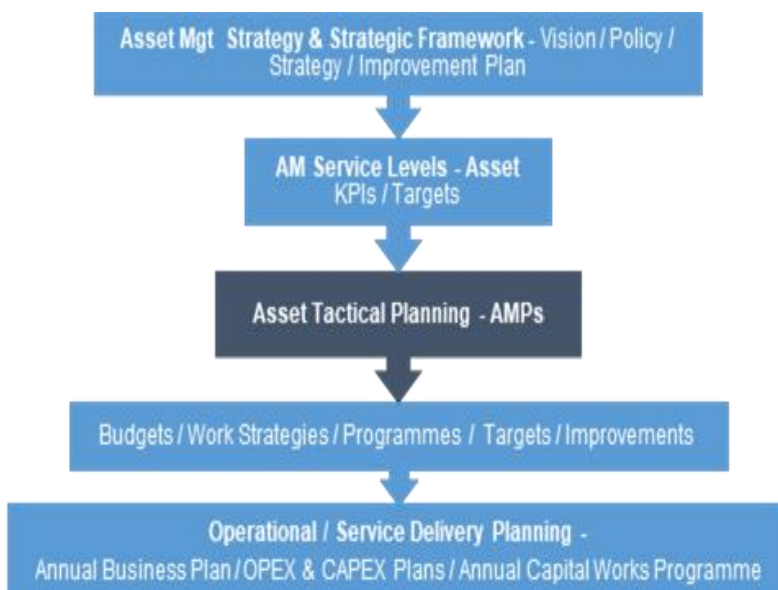 Asset Mgt Strategy & Strategic Framework - Vision / Policy /
Strategy / Improvement Plan
AM Service Levels - Asset
KPIs / Targets
Asset Tactical Planning - AMPs
Budgets / Work Strategies / Programmes / Targets / Improvements
Operational / Service Delivery Planning -
Annual Business Plan / OPEX & CAPEX Plans / Annual Capital Works Programme